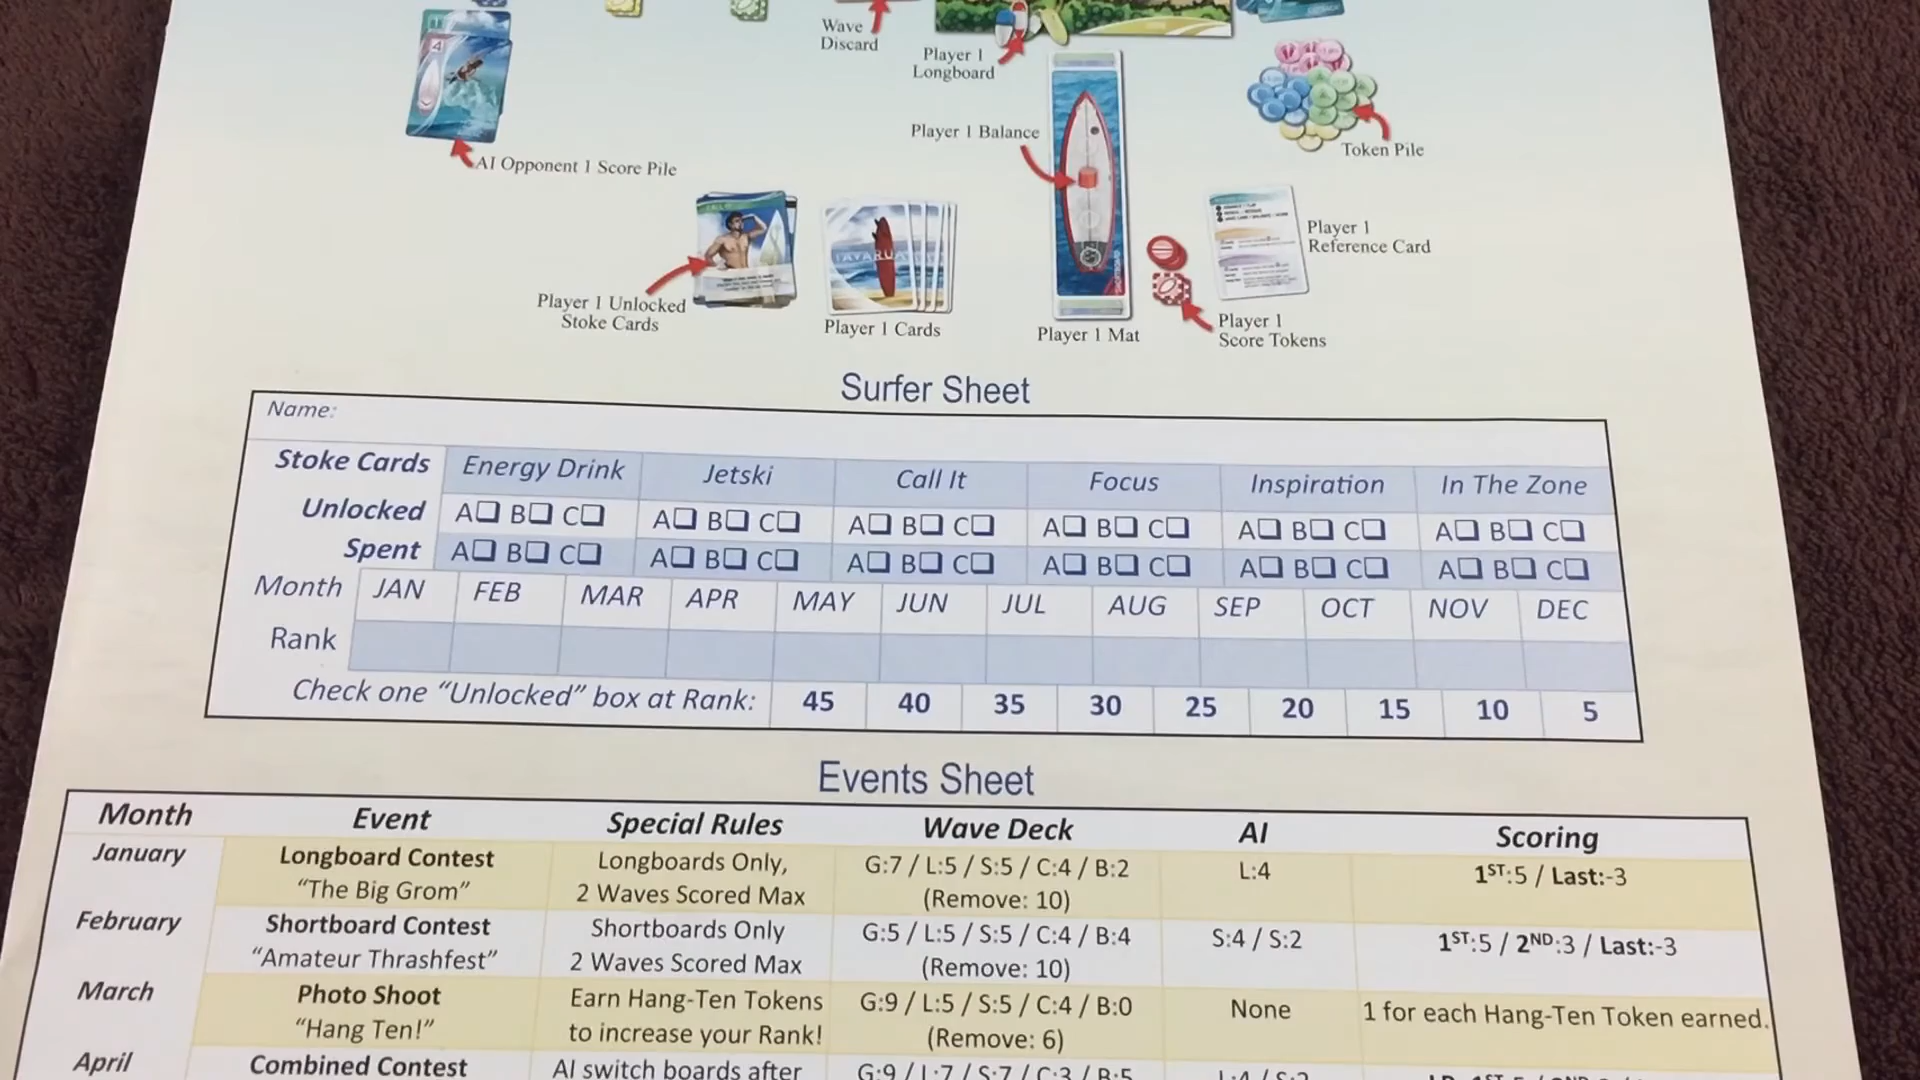 Wave
Discard
Player 1
Longboard
Player 1 Balance
Token Pile
AI Opponent 1 Score Pile
Player 1
Reference Card
Player 1 Unlocked
Stoke Cards
Player 1 Cards
Player 1 Mat
Player 1
Score Tokens
Surfer Sheet
Name:
Stoke Cards Energy Drink Jetski Call It Focus Inspiration In The Zone
Unlocked A☐ B☐ C☐ A☐ B☐ C☐ A☐ B☐ C☐ A☐ B☐ C☐ A☐ B☐ C☐ A☐ B☐ C☐
Spent A☐ B☐ C☐ A☐ B☐ C☐ A☐ B☐ C☐ A☐ B☐ C☐ A☐ B☐ C☐ A☐ B☐ C☐
Month JAN FEB MAR APR MAY JUN JUL AUG SEP OCT NOV DEC
Rank
Check one “Unlocked” box at Rank: 45 40 35 30 25 20 15 10 5
Events Sheet
Month Event Special Rules Wave Deck AI Scoring
January Longboard Contest Longboards Only, G:7 / L:5 / S:5 / C:4 / B:2 L:4 1ST:5 / Last:-3
“The Big Grom” 2 Waves Scored Max (Remove: 10)
February Shortboard Contest Shortboards Only G:5 / L:5 / S:5 / C:4 / B:4 S:4 / S:2 1ST:5 / 2ND:3 / Last:-3
“Amateur Thrashfest” 2 Waves Scored Max (Remove: 10)
March Photo Shoot Earn Hang-Ten Tokens G:9 / L:5 / S:5 / C:4 / B:0 None 1 for each Hang-Ten Token earned.
“Hang Ten!” to increase your Rank! (Remove: 6)
April Combined Contest AI switch boards after G:9 / L:7 / S:7 / C:3 / B:5